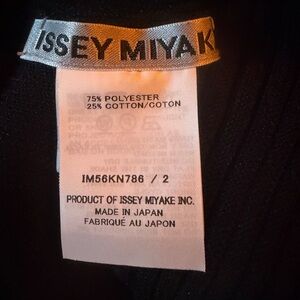 ISSEY MIYAK
75% POLYESTER
25% COTTON/COTON
IM56KN786 / 2
PRODUCT OF ISSEY MIYAKE INC.
MADE IN JAPAN
FABRIQUÉ AU JAPON